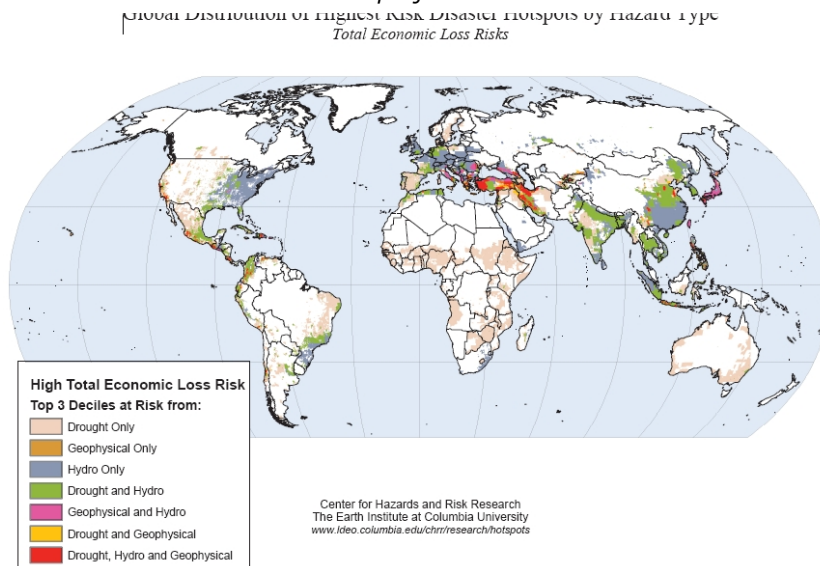 Global Distribution of Highest Risk Disaster Hotspots by Hazard Type
Total Economic Loss Risks
High Total Economic Loss Risk
Top 3 Deciles at Risk from:
Drought Only
Geophysical Only
Hydro Only
Drought and Hydro
Geophysical and Hydro
Drought and Geophysical
Drought, Hydro and Geophysical
Center for Hazards and Risk Research
The Earth Institute at Columbia University
www.ldeo.columbia.edu/chrr/research/hotspots